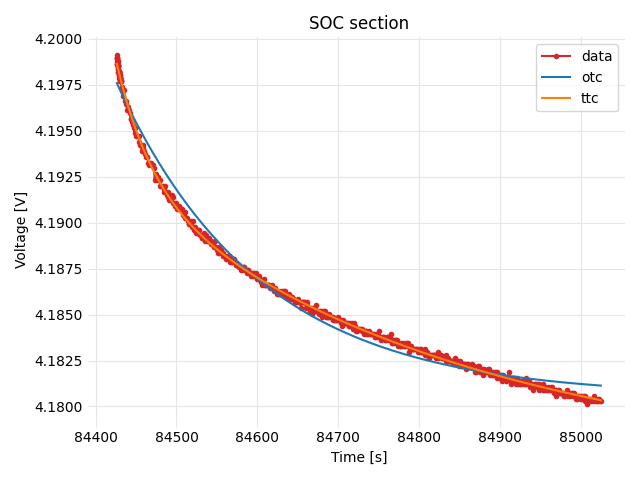 SOC section
4.2000
4.1975
4.1950
4.1925
4.1900
4.1875
4.1850
4.1825
4.1800
Voltage [V]
data
otc
ttc
84400 84500 84600 84700 84800 84900 85000
Time [s]